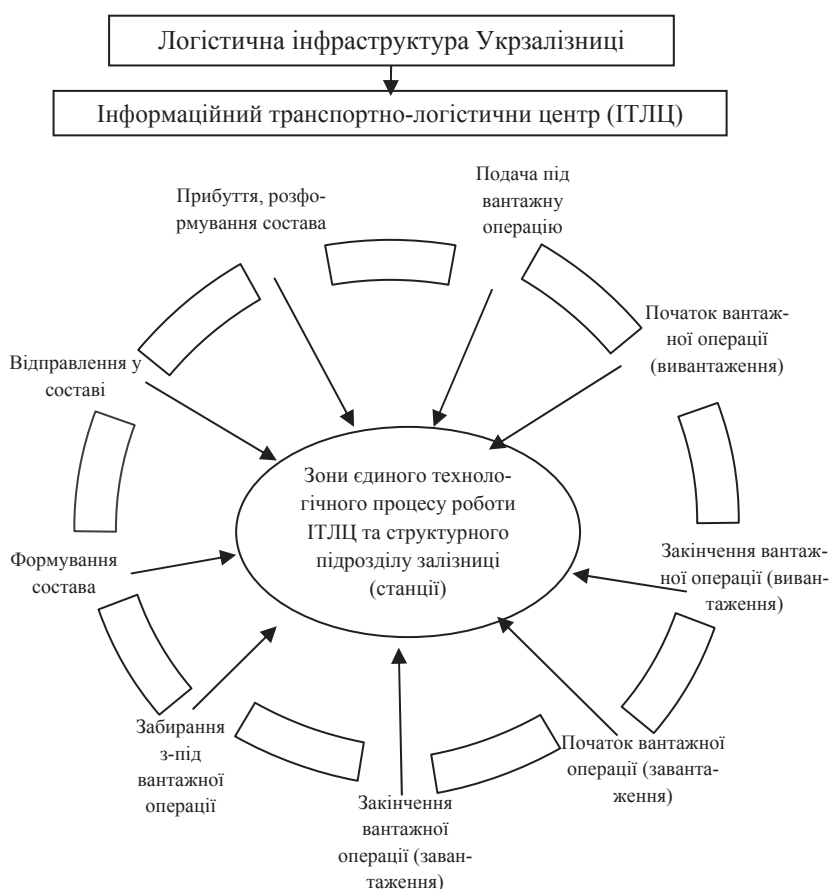 Логістична інфраструктура Укрзалізниці
Інформаційний транспортно-логістични центр (ІТЛЦ)
Прибуття, розфо-
рмування состава
Подача під
вантажну
операцію
Початок вантаж-
ної операції
(вивантаження)
Закінчення вантаж-
ної операції (виван-
таження)
Початок вантажної
операції (заванта-
ження)
Закінчення
вантажної
операції (заван-
таження)
Забирання
з-під
вантажної
операції
Формування
состава
Відправлення у
составі
Зони єдиного техноло-
гічного процесу роботи
ІТЛЦ та структурного
підрозділу залізниці
(станції)